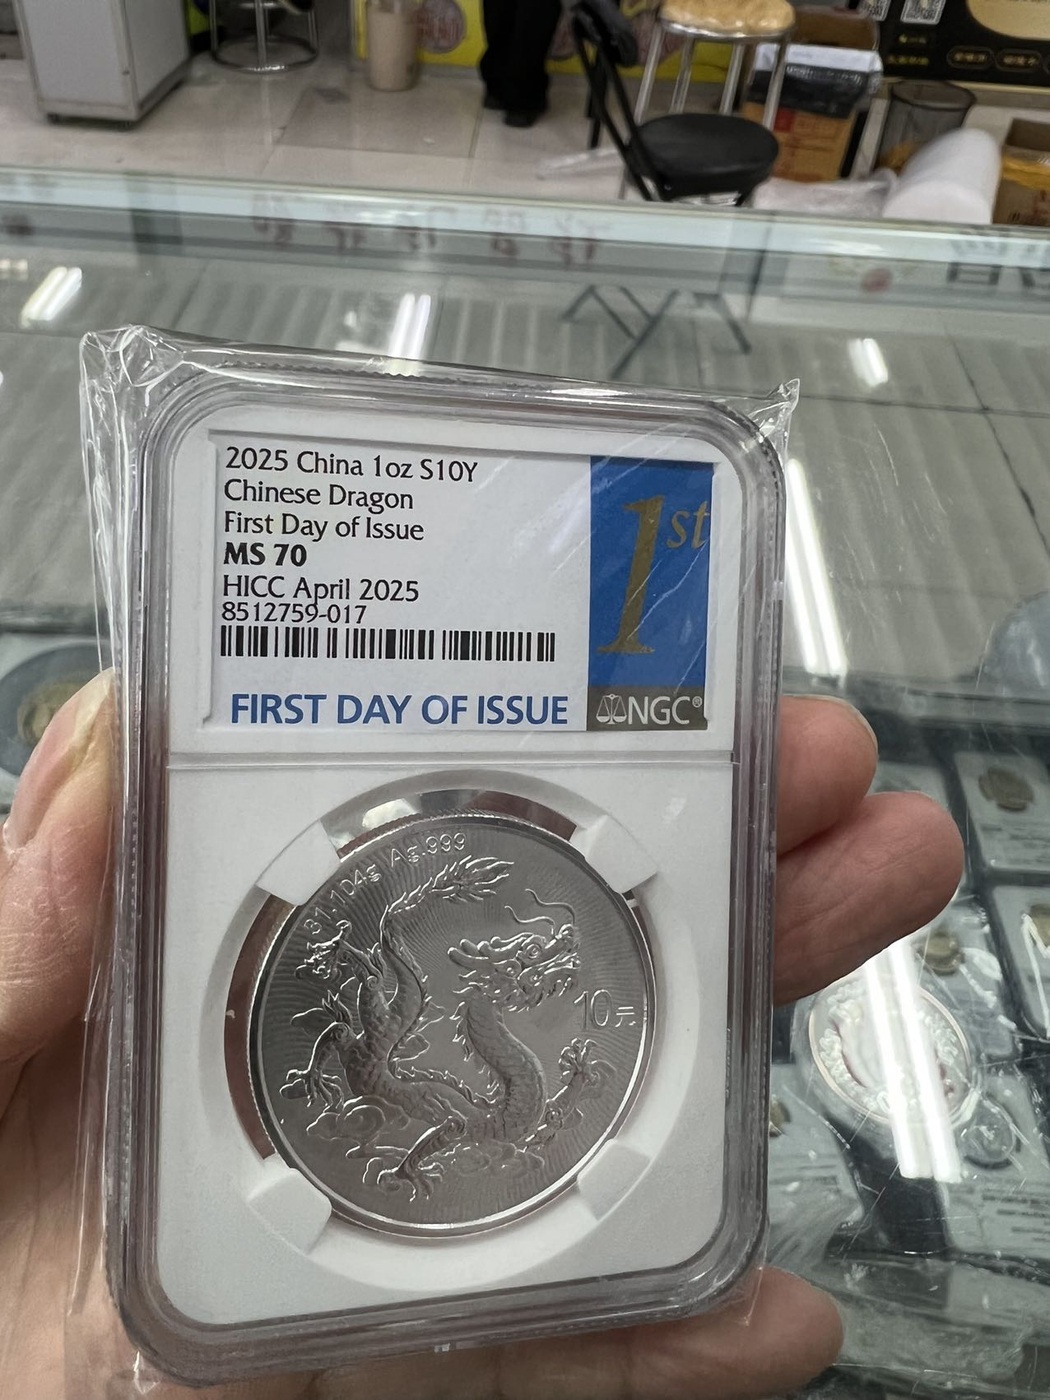 2025 China 1oz S10Y
Chinese Dragon
First Day of Issue
MS 70
HICC April 2025
8512759-017
1st
FIRST DAY OF ISSUE
NGC®
31.104g Ag.999
10元